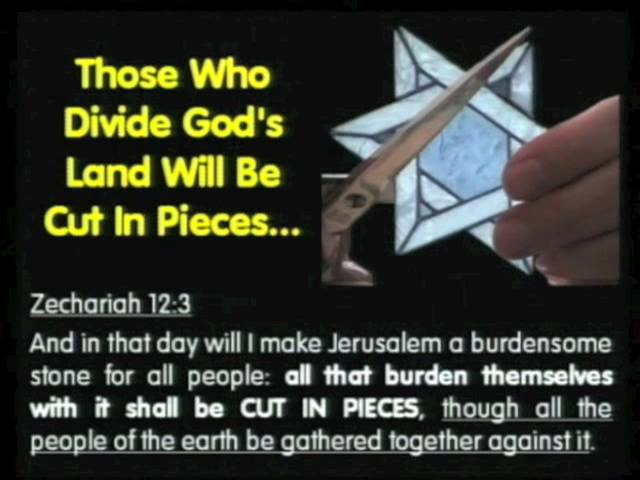 Those Who
Divide God's
Land Will Be
Cut In Pieces...
Zechariah 12:3
And in that day will I make Jerusalem a burdensome
stone for all people: all that burden themselves
with it shall be CUT IN PIECES, though all the
people of the earth be gathered together against it.